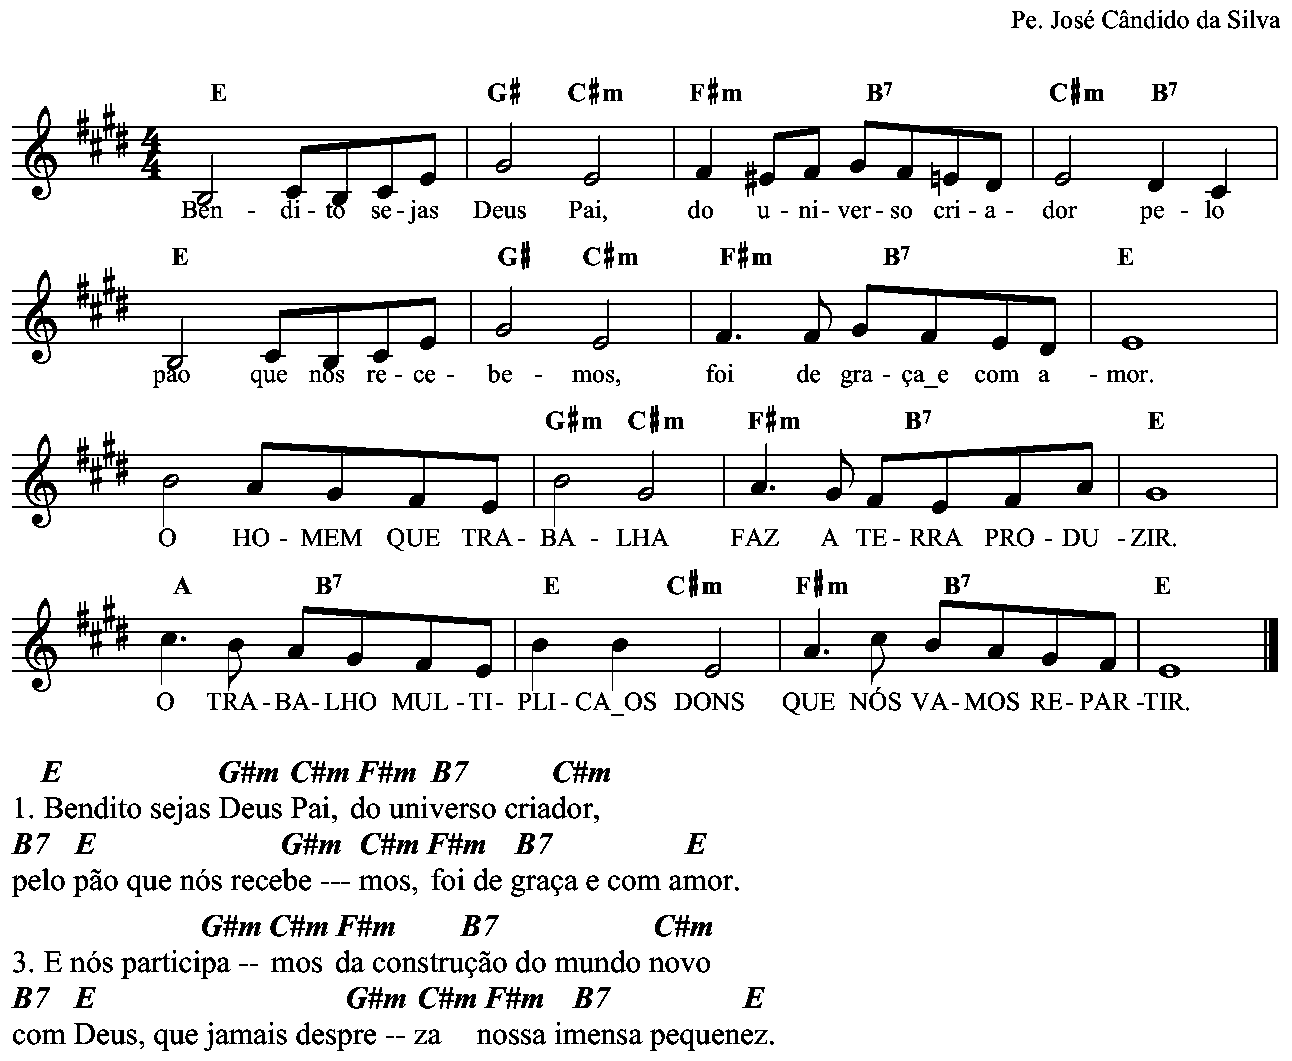 Pe. José Cândido da Silva
E G# C#m F#m B7 C#m B7
4/4
Ben - di - to se - jas Deus Pai, do u - ni - ver - so cri - a - dor pe - lo
E G# C#m F#m B7 E
pão que nós re - ce - be - mos, foi de gra - ça_e com a - mor.
G#m C#m F#m B7 E
O HO - MEM QUE TRA - BA - LHA FAZ A TE - RRA PRO - DU - ZIR.
A B7 E C#m F#m B7 E
O TRA - BA - LHO MUL - TI - PLI - CA_OS DONS QUE NÓS VA - MOS RE - PAR - TIR.
E G#m C#m F#m B7 C#m
1. Bendito sejas Deus Pai, do universo criador,
B7 E G#m C#m F#m B7 E
pelo pão que nós recebe --- mos, foi de graça e com amor.
G#m C#m F#m B7 C#m
3. E nós participa -- mos da construção do mundo novo
B7 E G#m C#m F#m B7 E
com Deus, que jamais despre -- za nossa imensa pequenez.